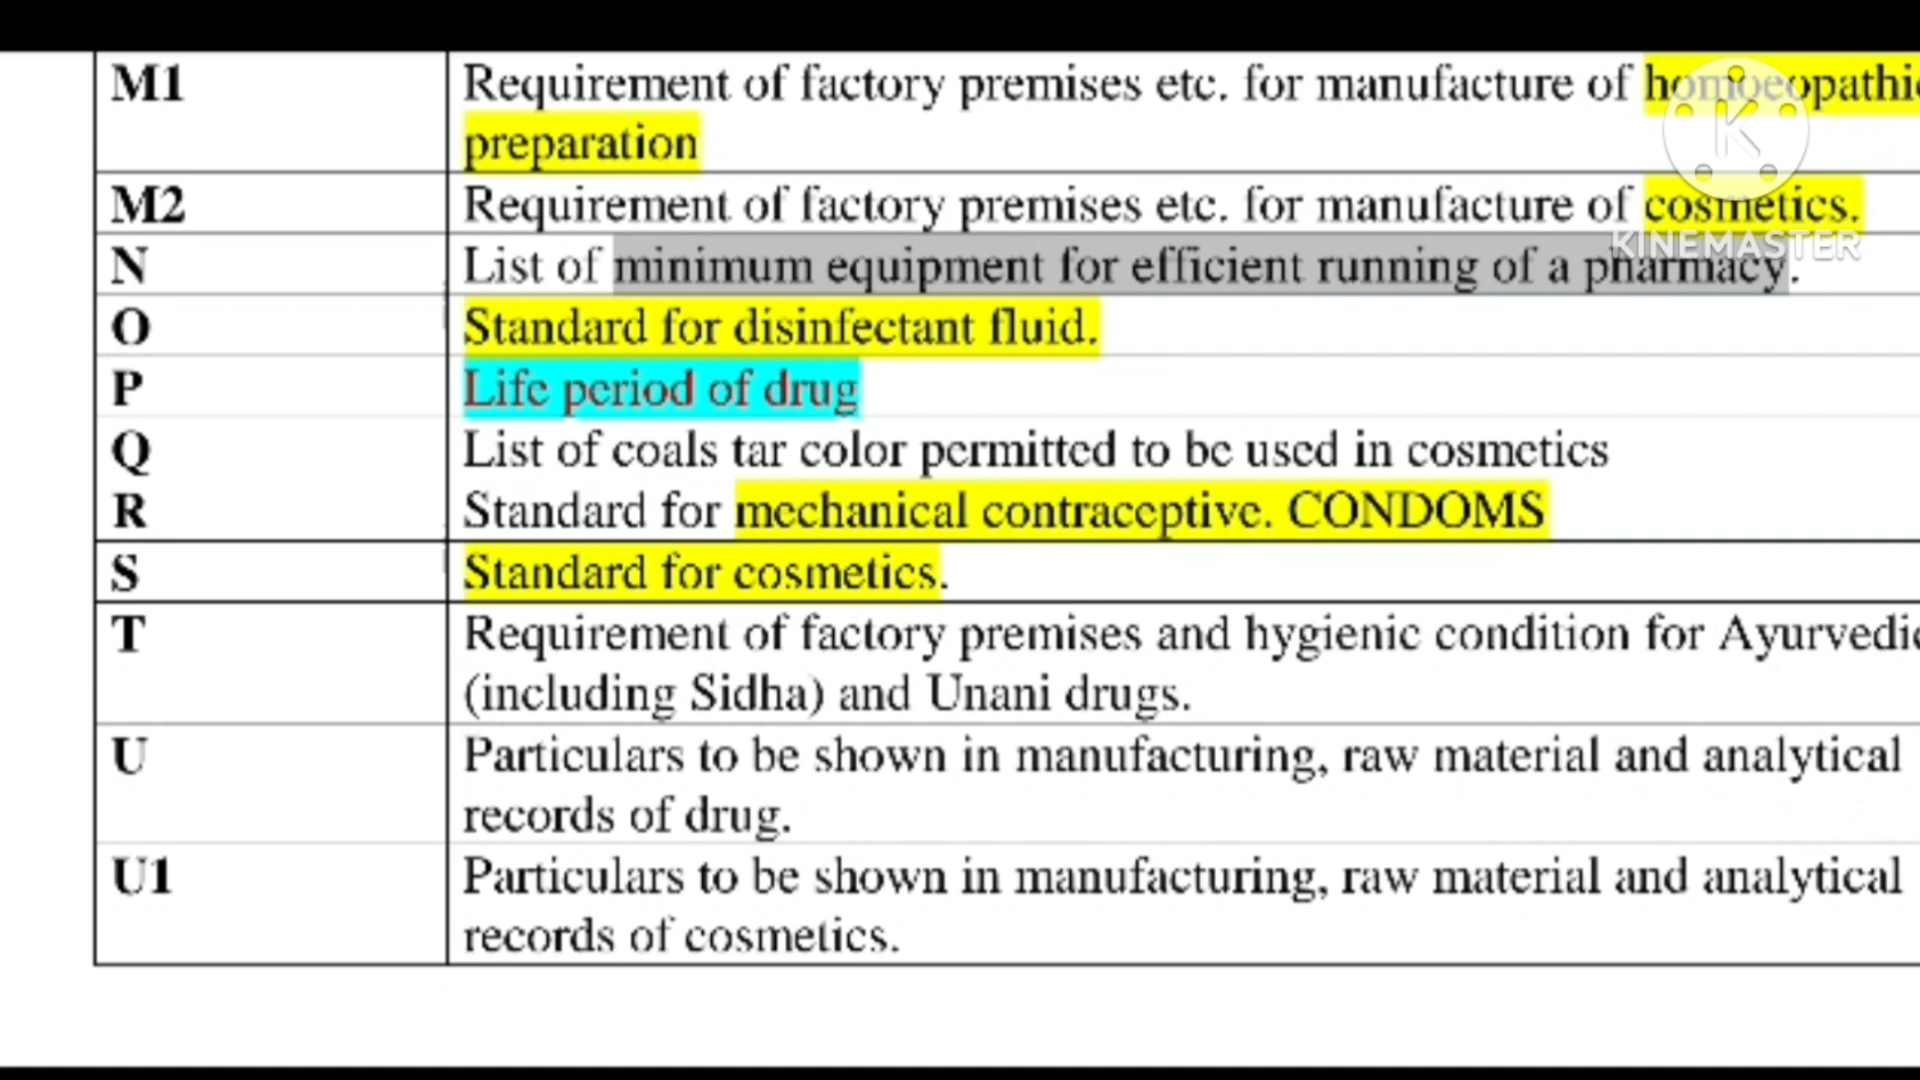 M1 Requirement of factory premises etc. for manufacture of homoeopathic
preparation
M2 Requirement of factory premises etc. for manufacture of cosmetics.
KINEMASTER
N List of minimum equipment for efficient running of a pharmacy.
O Standard for disinfectant fluid.
P Life period of drug
Q List of coals tar color permitted to be used in cosmetics
R Standard for mechanical contraceptive. CONDOMS
S Standard for cosmetics.
T Requirement of factory premises and hygienic condition for Ayurvedic
(including Sidha) and Unani drugs.
U Particulars to be shown in manufacturing, raw material and analytical
records of drug.
U1 Particulars to be shown in manufacturing, raw material and analytical
records of cosmetics.